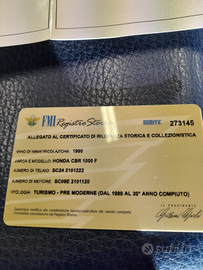 FMI Registro Storico 273145
ALLEGATO AL CERTIFICATO DI RILEVANZA STORICA E COLLEZIONISTICA
ANNO DI IMMATRICOLAZIONE: 1990
MARCA E MODELLO: HONDA CBR 1000 F
NUMERO DI TELAIO: SC24 2101222
NUMERO DI MOTORE: SC09E 2101120
TIPOLOGIA: TURISMO - PRE MODERNE (DAL 1989 AL 20° ANNO COMPIUTO)
IL PRESIDENTE
subito